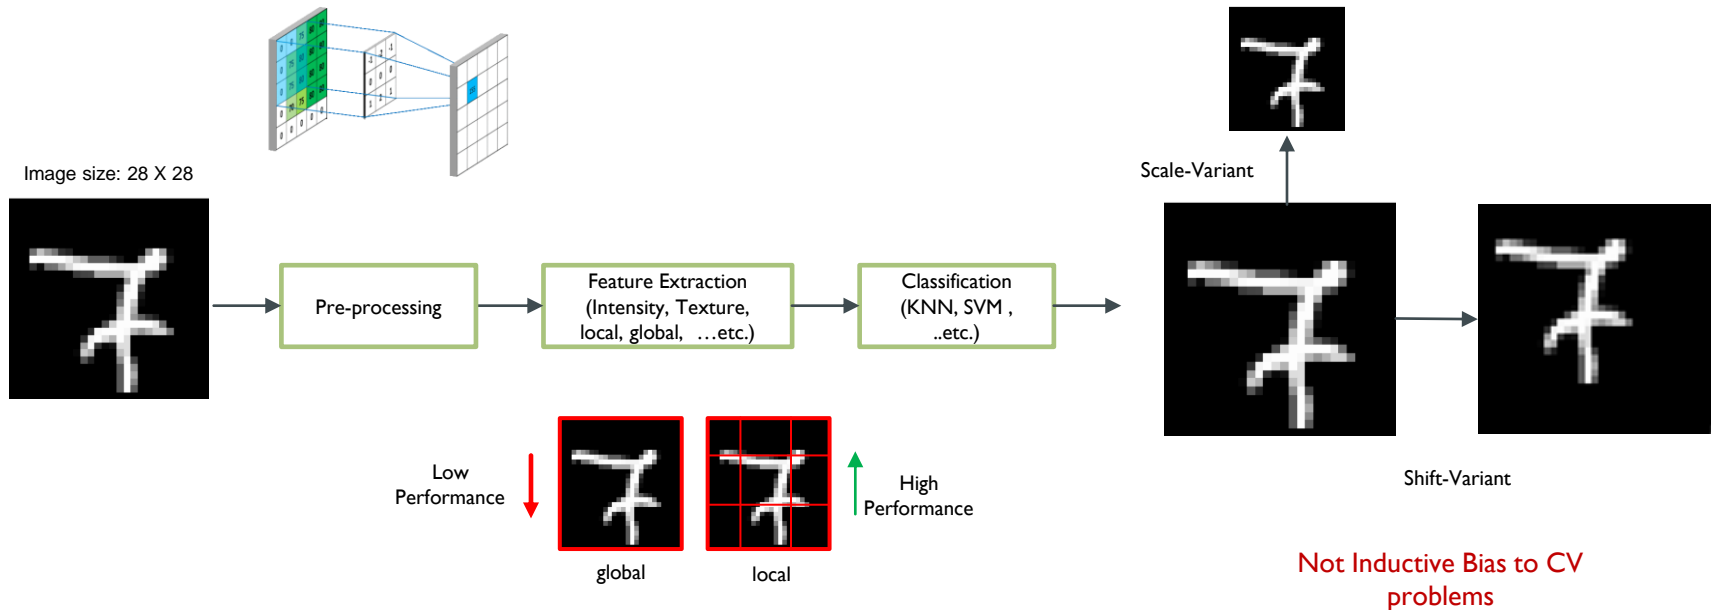 Image size: 28 X 28
Pre-processing
Feature Extraction
(Intensity, Texture,
local, global, …etc.)
Classification
(KNN, SVM ,
..etc.)
Scale-Variant
Shift-Variant
Low
Performance
global
local
High
Performance
Not Inductive Bias to CV
problems